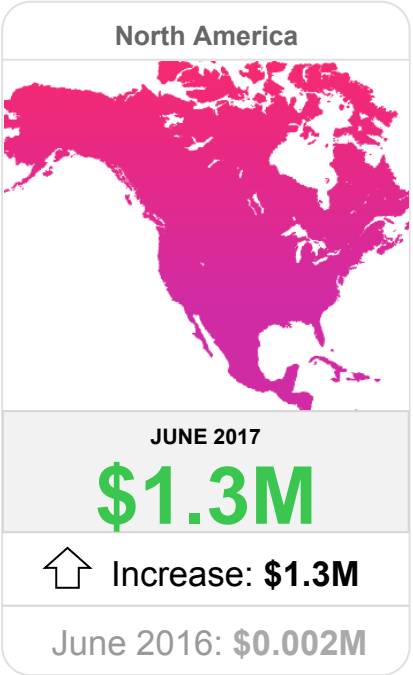 North America
JUNE 2017
$1.3M
Increase: $1.3M
June 2016: $0.002M